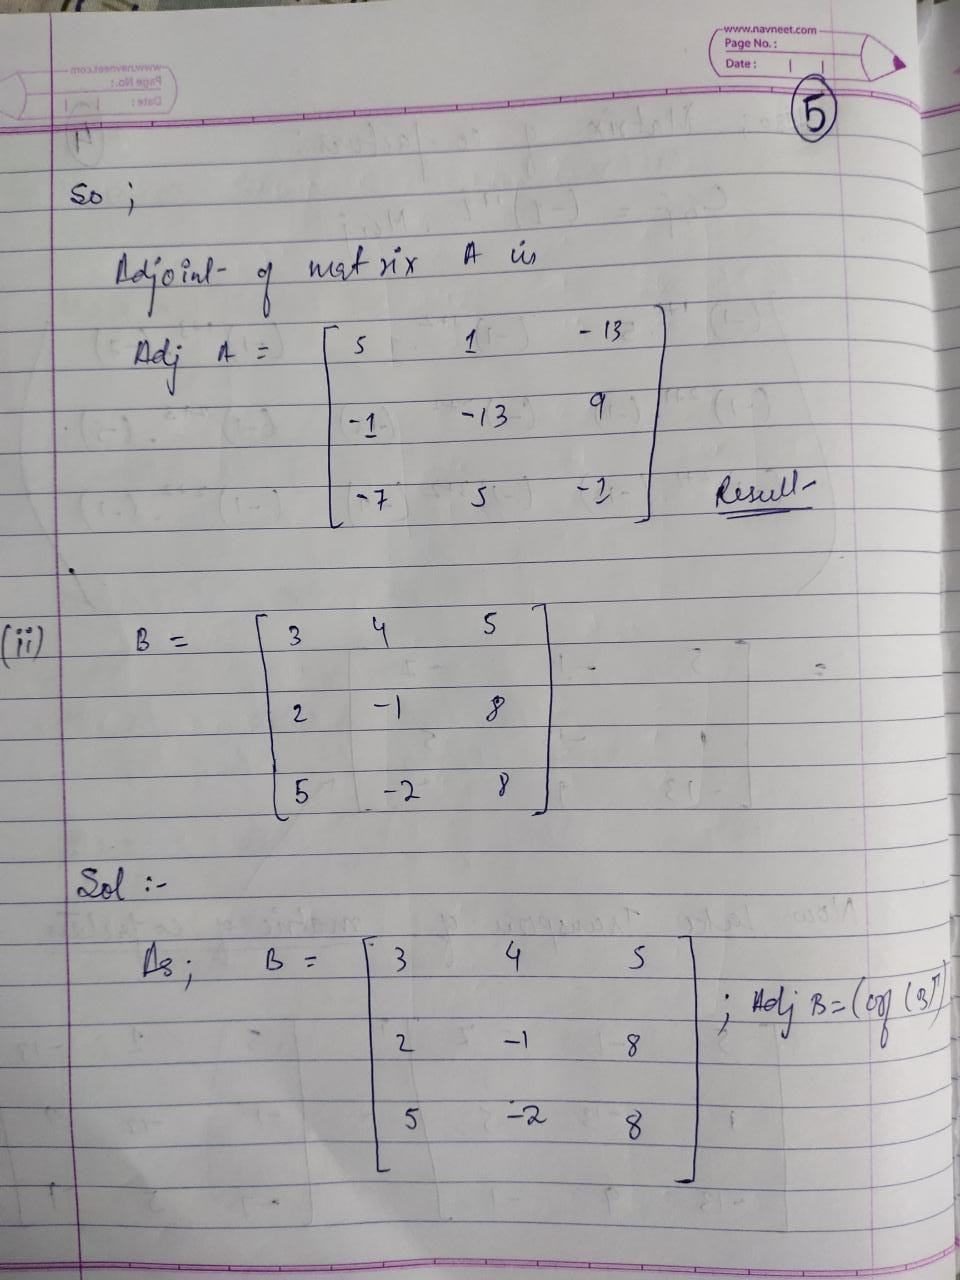 www.navneet.com
Page No.:
Date:
5
So ;
Adjoint of matrix A is
Adj A = [ 5 1 -13
-1 -13 9
-7 5 -1 ] Result
(ii) B = [ 3 4 5
2 -1 8
5 -2 8 ]
Sol :-
As; B = [ 3 4 5
2 -1 8
5 -2 8 ] ; Adj B = (cof (B)